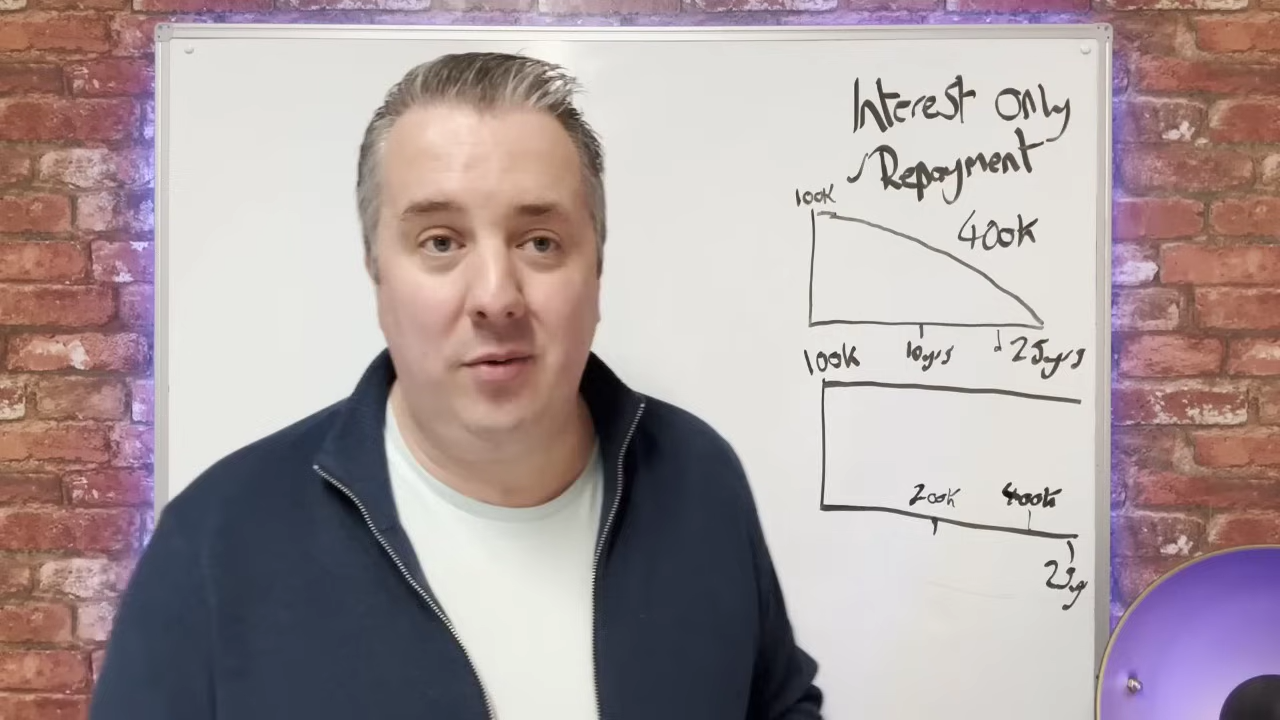 Interest only
✓Repayment
100K
400K
10yrs
25yrs
100K
200K
400K
25yr